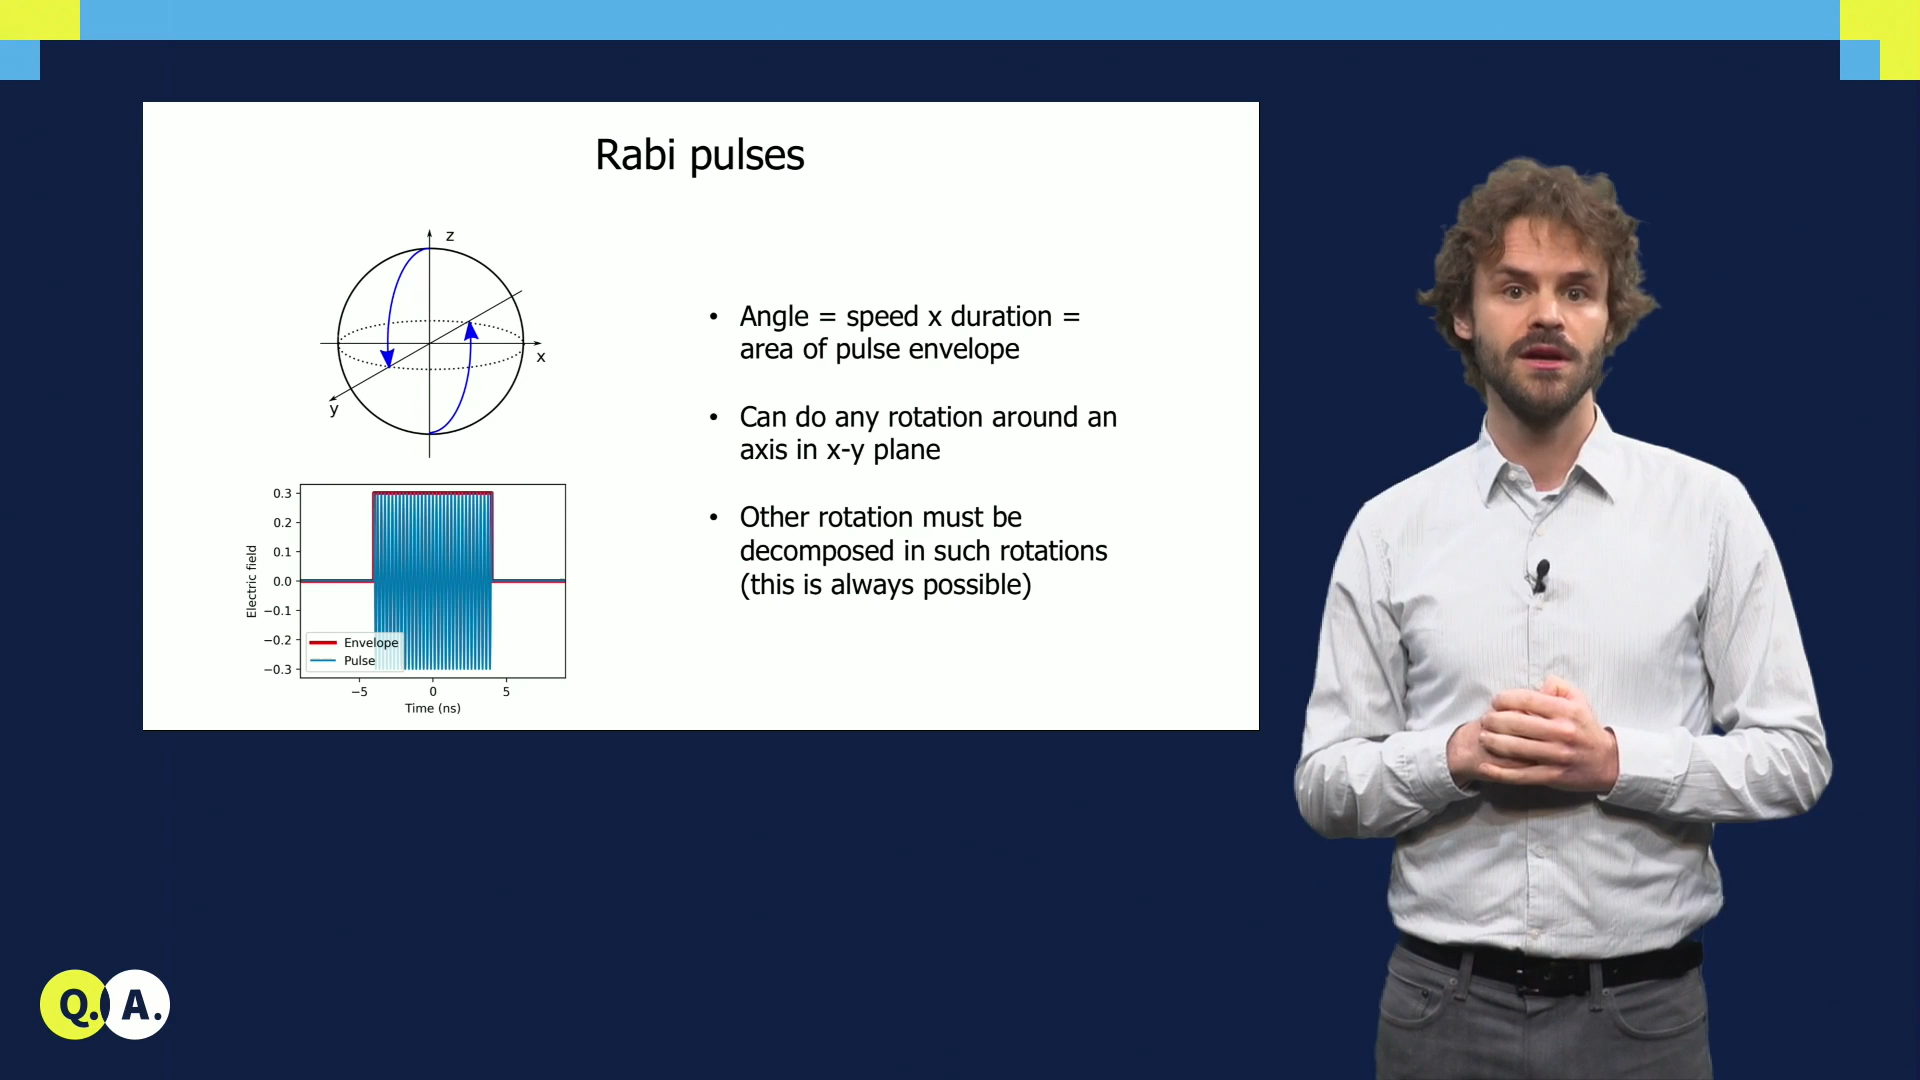 Rabi pulses
z
x
y
• Angle = speed x duration =
area of pulse envelope
• Can do any rotation around an
axis in x-y plane
• Other rotation must be
decomposed in such rotations
(this is always possible)
Electric field
0.3
0.2
0.1
0.0
−0.1
−0.2
−0.3
Envelope
Pulse
−5 0 5
Time (ns)
Q. A.